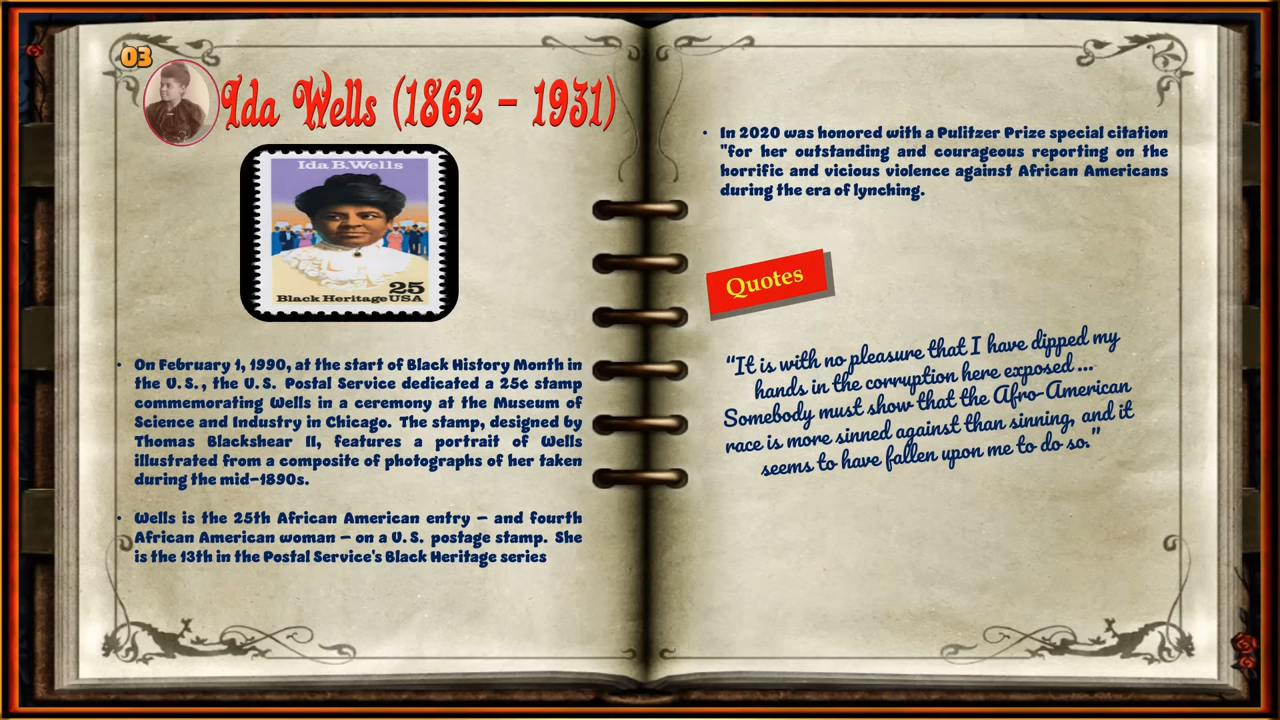 03
Ida Wells (1862 – 1931)
Ida B. Wells
25
Black Heritage USA
• On February 1, 1990, at the start of Black History Month in
the U.S., the U.S. Postal Service dedicated a 25¢ stamp
commemorating Wells in a ceremony at the Museum of
Science and Industry in Chicago. The stamp, designed by
Thomas Blackshear II, features a portrait of Wells
illustrated from a composite of photographs of her taken
during the mid-1890s.
• Wells is the 25th African American entry – and fourth
African American woman – on a U.S. postage stamp. She
is the 13th in the Postal Service's Black Heritage series
• In 2020 was honored with a Pulitzer Prize special citation
"for her outstanding and courageous reporting on the
horrific and vicious violence against African Americans
during the era of lynching.
Quotes
“It is with no pleasure that I have dipped my
hands in the corruption here exposed ...
Somebody must show that the Afro-American
race is more sinned against than sinning, and it
seems to have fallen upon me to do so.”